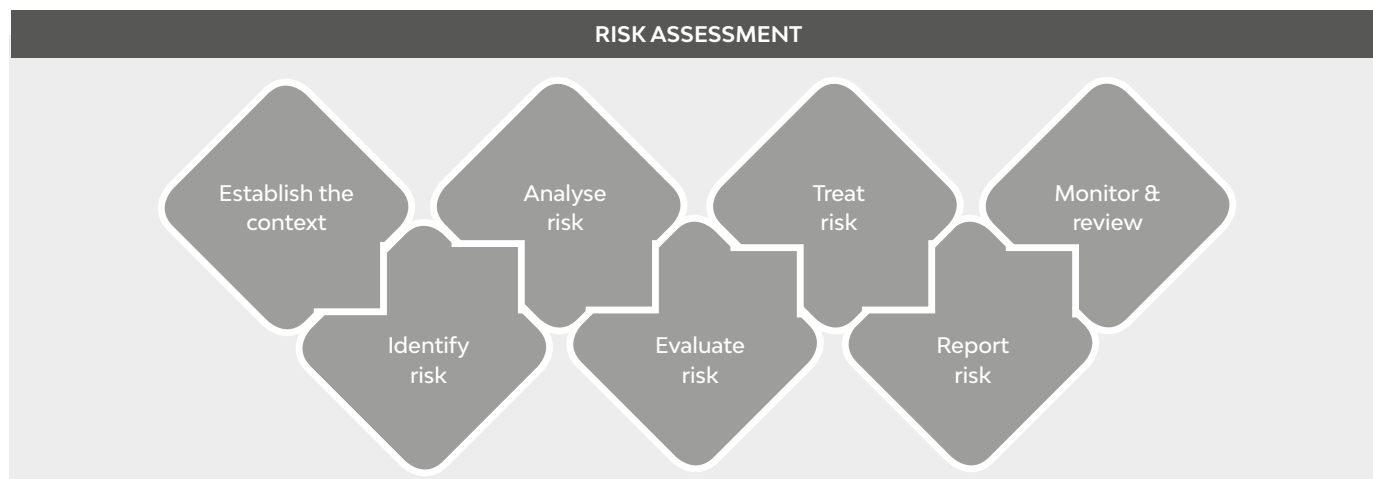 RISK ASSESSMENT
Establish the
context
Identify
risk
Analyse
risk
Evaluate
risk
Treat
risk
Report
risk
Monitor &
review